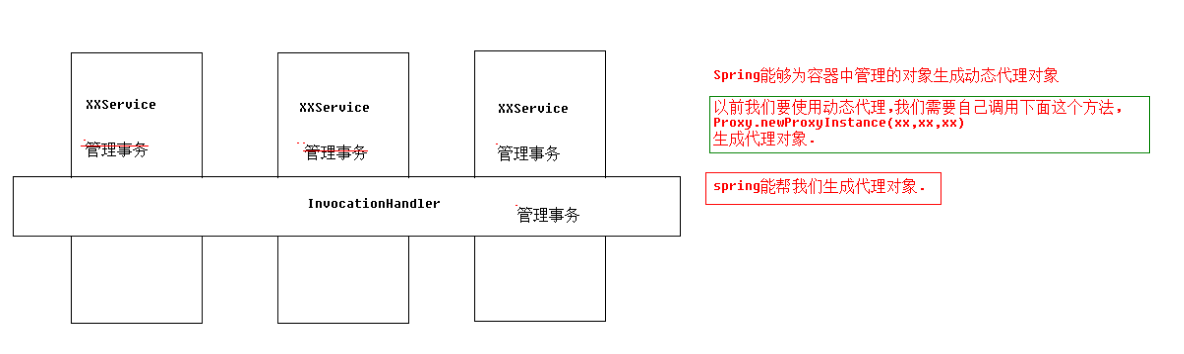 XXService
管理事务
XXService
管理事务
XXService
管理事务
InvocationHandler
管理事务
Spring能够为容器中管理的对象生成动态代理对象
以前我们要使用动态代理,我们需要自己调用下面这个方法,
Proxy.newProxyInstance(xx,xx,xx)
生成代理对象.
spring能帮我们生成代理对象.